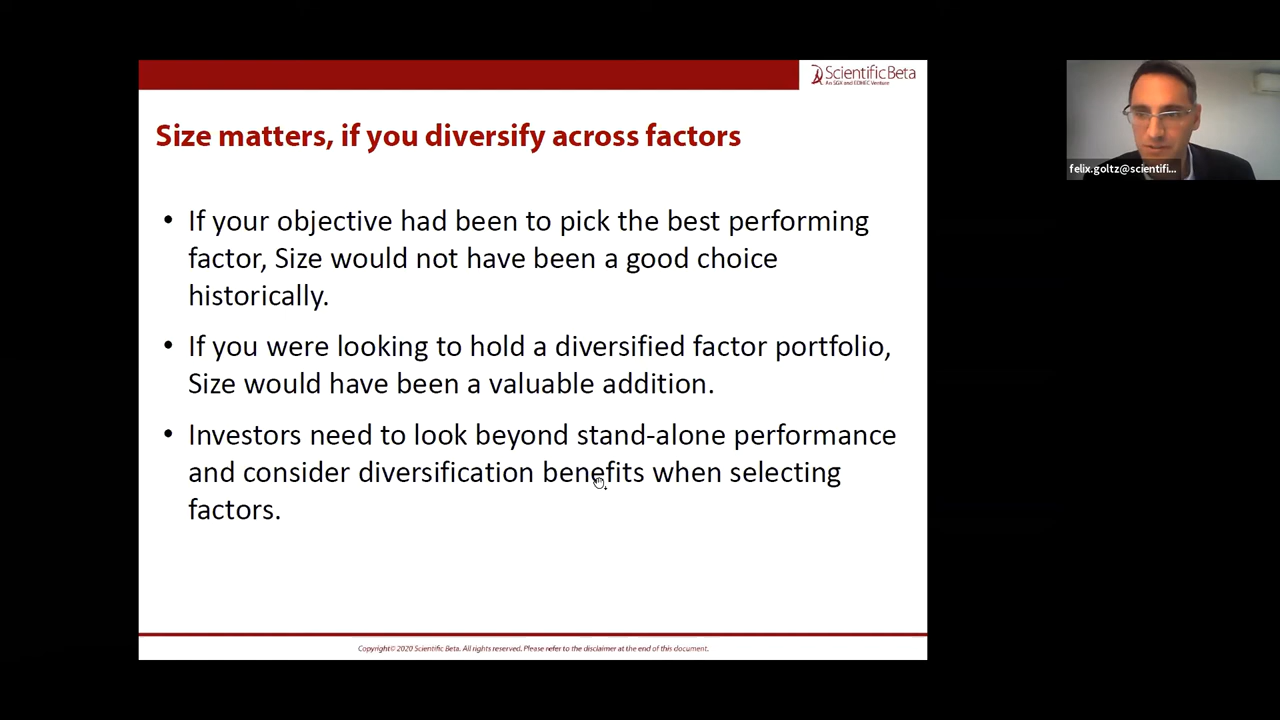 ScientificBeta
An SGX and EDHEC Venture
Size matters, if you diversify across factors
• If your objective had been to pick the best performing
factor, Size would not have been a good choice
historically.
• If you were looking to hold a diversified factor portfolio,
Size would have been a valuable addition.
• Investors need to look beyond stand-alone performance
and consider diversification benefits when selecting
factors.
Copyright© 2020 Scientific Beta. All rights reserved. Please refer to the disclaimer at the end of this document.
felix.goltz@scientifi...